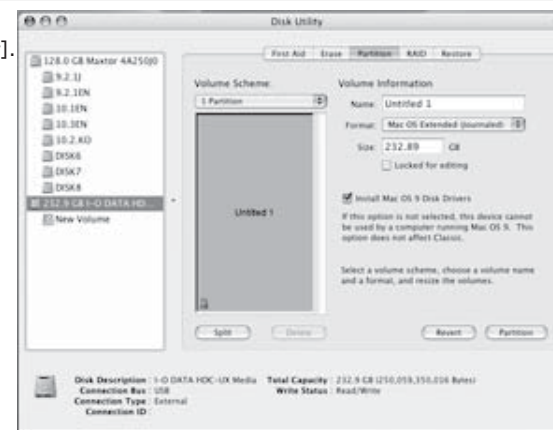 ].
Disk Utility
First Aid Erase Partition RAID Restore
128.0 GB Maxtor 4A250J0
9.2.1J
9.2.1EN
10.1EN
10.3EN
10.2.KO
DISK6
DISK7
DISK8
232.9 GB I-O DATA HD...
New Volume
Volume Scheme:
1 Partition
Untitled 1
Split Delete
Volume Information
Name: Untitled 1
Format: Mac OS Extended (Journaled)
Size: 232.89 GB
Locked for editing
Install Mac OS 9 Disk Drivers
If this option is not selected, this device cannot
be used by a computer running Mac OS 9. This
option does not affect Classic.
Select a volume scheme, choose a volume name
and a format, and resize the volumes.
Revert Partition
Disk Description : I-O DATA HDC-UX Media
Connection Bus : USB
Connection Type : External
Connection ID :
Total Capacity : 232.9 GB (250,059,350,016 Bytes)
Write Status : Read/Write